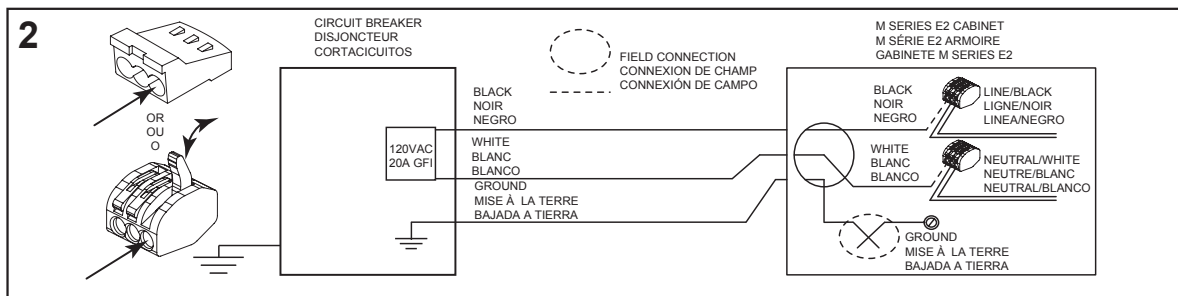 2
OR
OU
O
CIRCUIT BREAKER
DISJONCTEUR
CORTACICUITOS
120VAC
20A GFI
BLACK
NOIR
NEGRO
WHITE
BLANC
BLANCO
GROUND
MISE À LA TERRE
BAJADA A TIERRA
FIELD CONNECTION
CONNEXION DE CHAMP
CONNEXIÓN DE CAMPO
M SERIES E2 CABINET
M SÉRIE E2 ARMOIRE
GABINETE M SERIES E2
BLACK
NOIR
NEGRO
LINE/BLACK
LIGNE/NOIR
LINEA/NEGRO
WHITE
BLANC
BLANCO
NEUTRAL/WHITE
NEUTRE/BLANC
NEUTRAL/BLANCO
GROUND
MISE À LA TERRE
BAJADA A TIERRA